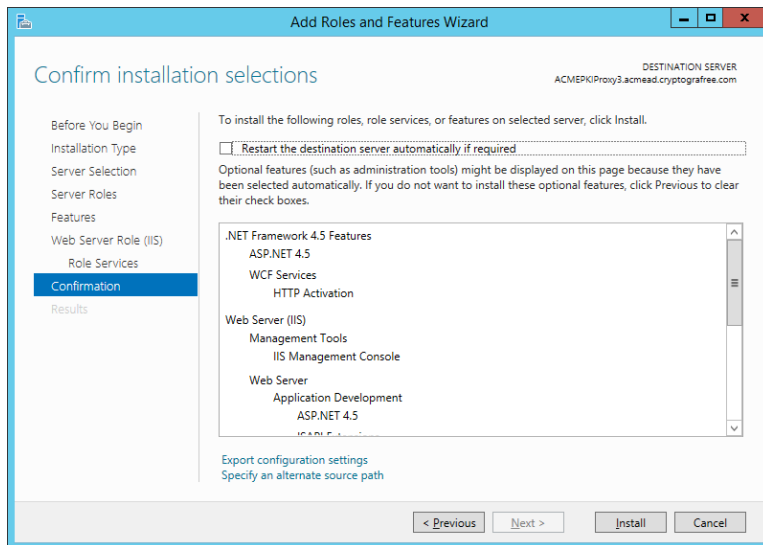 Add Roles and Features Wizard
Confirm installation selections
DESTINATION SERVER
ACMEPKIProxy3.acmead.cryptografree.com
Before You Begin
Installation Type
Server Selection
Server Roles
Features
Web Server Role (IIS)
Role Services
Confirmation
Results
To install the following roles, role services, or features on selected server, click Install.
Restart the destination server automatically if required
Optional features (such as administration tools) might be displayed on this page because they have
been selected automatically. If you do not want to install these optional features, click Previous to clear
their check boxes.
.NET Framework 4.5 Features
ASP.NET 4.5
WCF Services
HTTP Activation
Web Server (IIS)
Management Tools
IIS Management Console
Web Server
Application Development
ASP.NET 4.5
Export configuration settings
Specify an alternate source path
< Previous
Next >
Install
Cancel